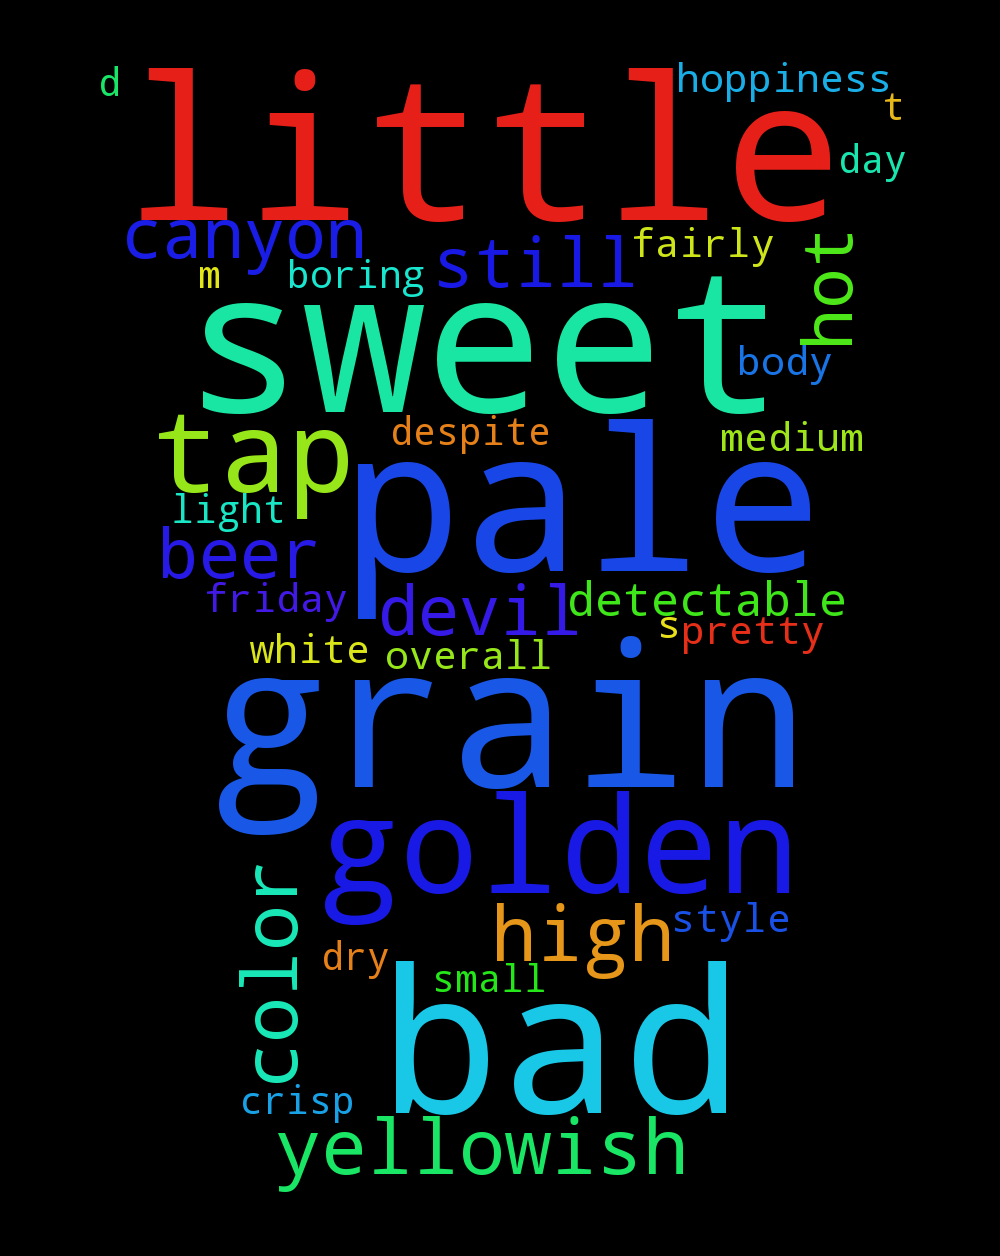 little
d
hoppiness
t
day
canyon
still
fairly
hot
m
boring
sweet
body
tap
despite
medium
pale
light
beer
friday
devil
detectable
s
pretty
white
overall
grain
golden
color
high
style
dry
small
bad
crisp
yellowish